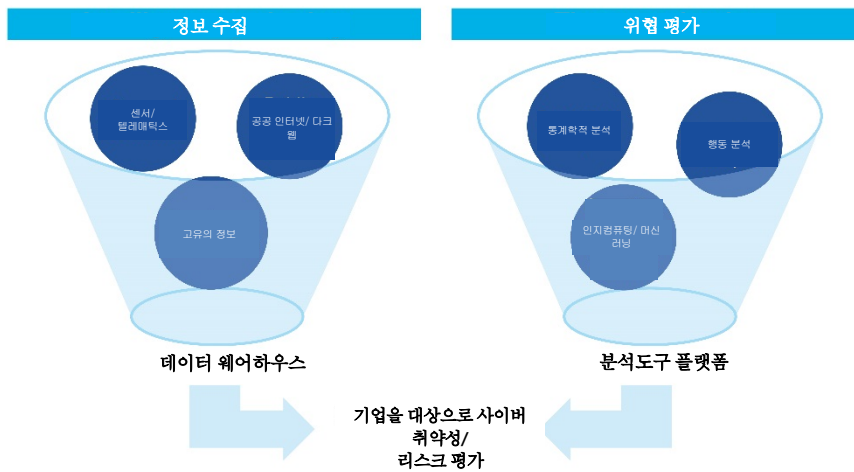 정보 수집
위협 평가
센서/
텔레매틱스
공공 인터넷/ 다크
웹
고유의 정보
통계학적 분석
행동 분석
인지컴퓨팅/ 머신
러닝
데이터 웨어하우스
분석도구 플랫폼
기업을 대상으로 사이버
취약성/
리스크 평가